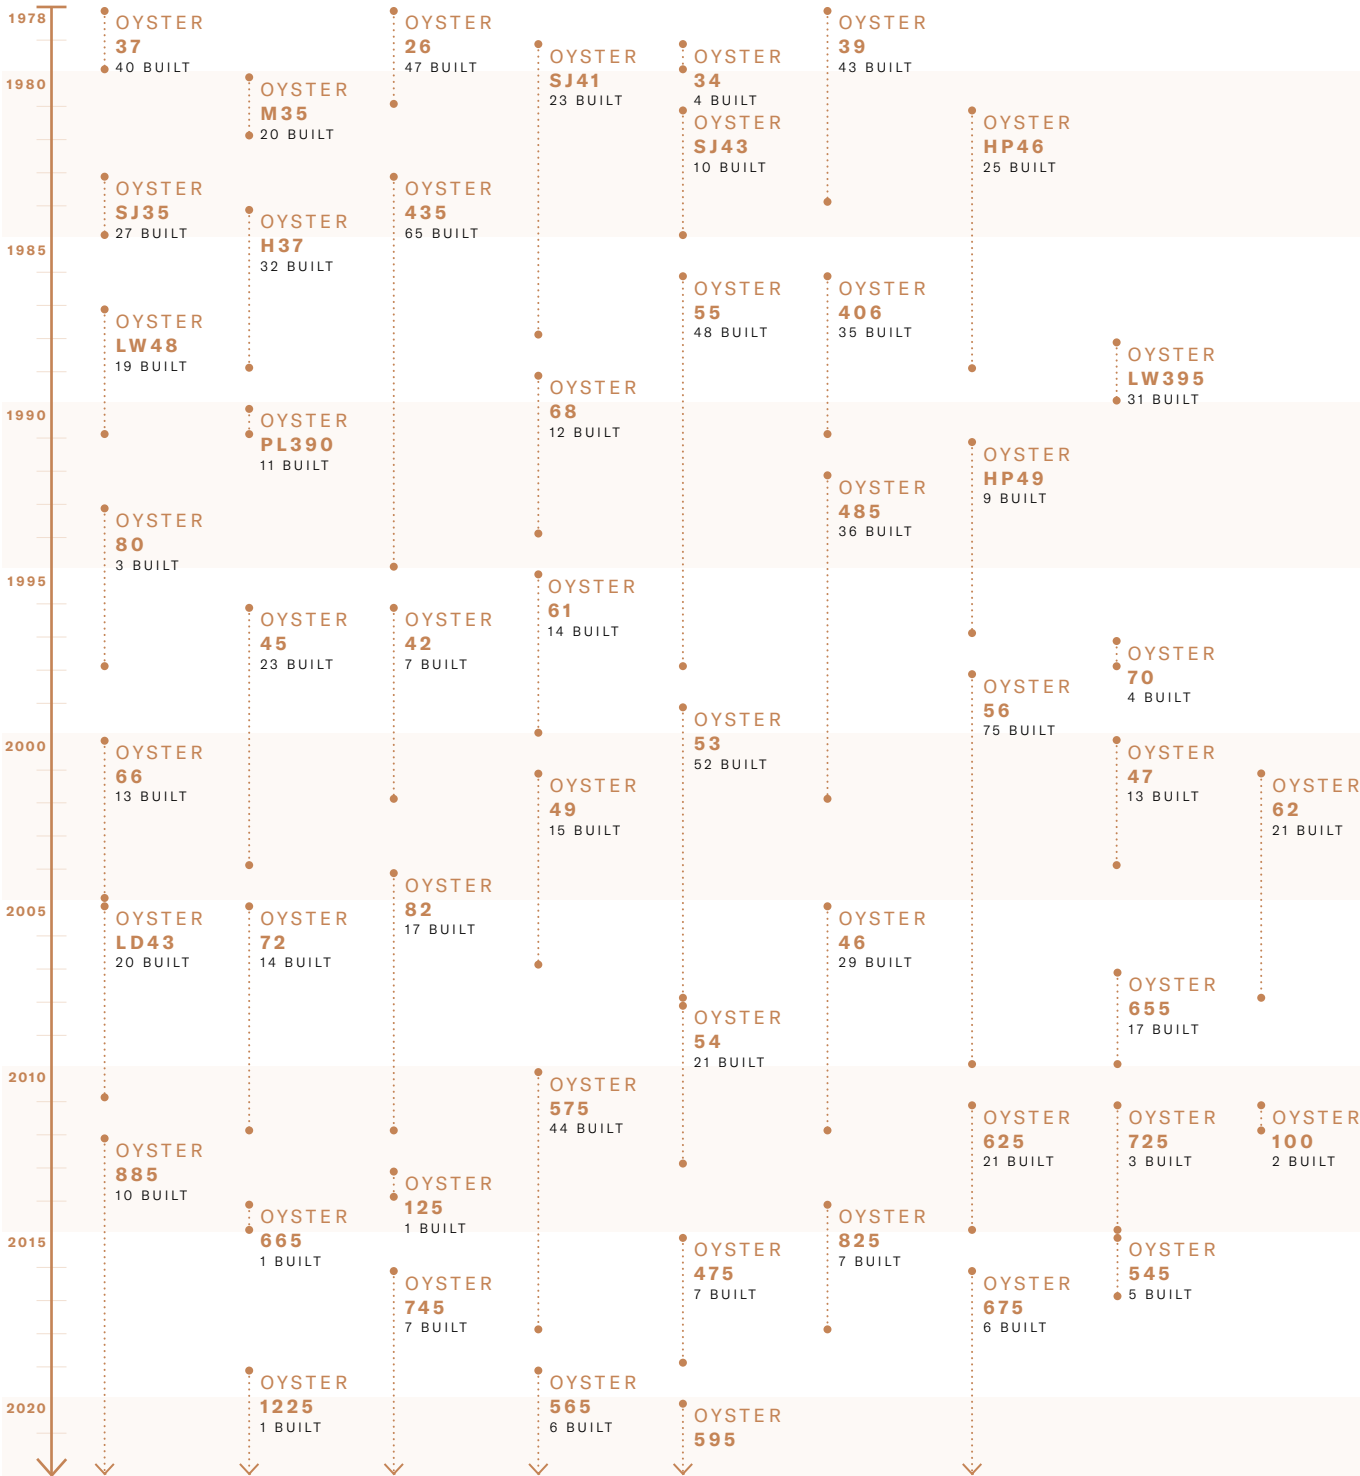 1978
OYSTER
37
40 BUILT
OYSTER
26
47 BUILT
OYSTER
39
43 BUILT
OYSTER
SJ41
23 BUILT
OYSTER
34
4 BUILT
1980
OYSTER
M35
20 BUILT
OYSTER
SJ43
10 BUILT
OYSTER
HP46
25 BUILT
OYSTER
SJ35
27 BUILT
OYSTER
435
65 BUILT
OYSTER
H37
32 BUILT
1985
OYSTER
55
48 BUILT
OYSTER
406
35 BUILT
OYSTER
LW48
19 BUILT
OYSTER
LW395
31 BUILT
OYSTER
68
12 BUILT
1990
OYSTER
PL390
11 BUILT
OYSTER
HP49
9 BUILT
OYSTER
485
36 BUILT
OYSTER
80
3 BUILT
1995
OYSTER
61
14 BUILT
OYSTER
45
23 BUILT
OYSTER
42
7 BUILT
OYSTER
70
4 BUILT
OYSTER
56
75 BUILT
OYSTER
53
52 BUILT
2000
OYSTER
66
13 BUILT
OYSTER
47
13 BUILT
OYSTER
49
15 BUILT
OYSTER
62
21 BUILT
OYSTER
82
17 BUILT
2005
OYSTER
LD43
20 BUILT
OYSTER
72
14 BUILT
OYSTER
46
29 BUILT
OYSTER
655
17 BUILT
OYSTER
54
21 BUILT
2010
OYSTER
575
44 BUILT
OYSTER
625
21 BUILT
OYSTER
725
3 BUILT
OYSTER
100
2 BUILT
OYSTER
885
10 BUILT
OYSTER
125
1 BUILT
OYSTER
665
1 BUILT
OYSTER
825
7 BUILT
2015
OYSTER
475
7 BUILT
OYSTER
545
5 BUILT
OYSTER
745
7 BUILT
OYSTER
675
6 BUILT
OYSTER
1225
1 BUILT
OYSTER
565
6 BUILT
2020
OYSTER
595